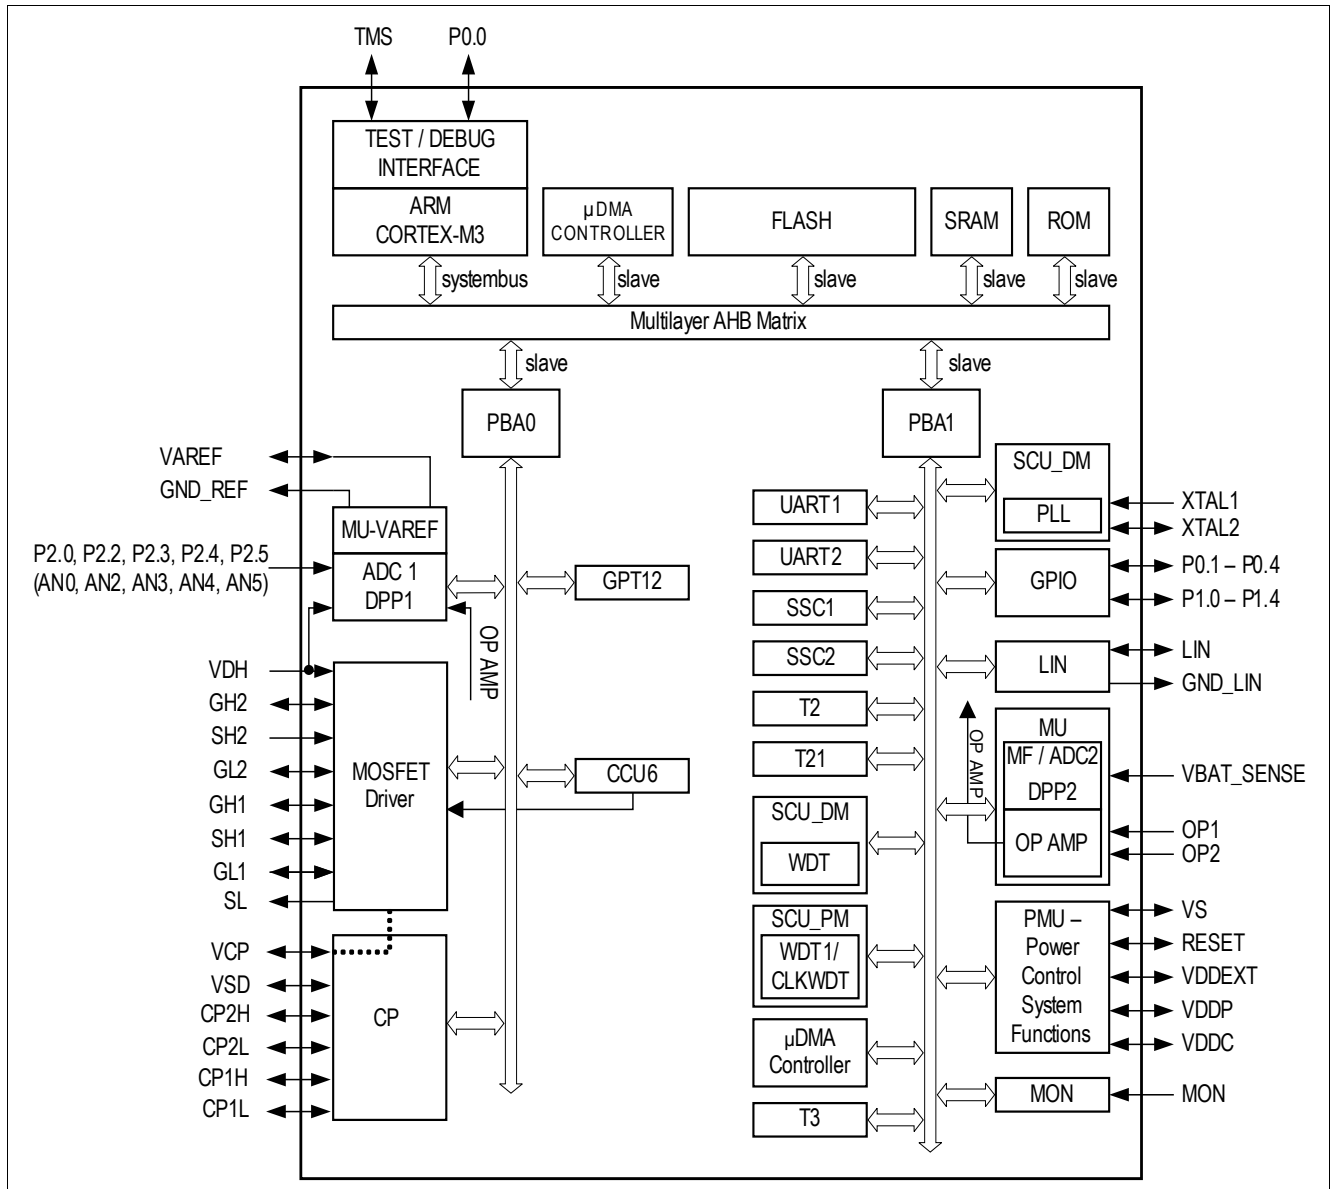 TMS
P0.0
TEST / DEBUG
INTERFACE
ARM
CORTEX-M3
µDMA
CONTROLLER
FLASH
SRAM
ROM
systembus
slave
slave
slave
slave
Multilayer AHB Matrix
slave
slave
PBA0
PBA1
VAREF
GND_REF
MU-VAREF
P2.0, P2.2, P2.3, P2.4, P2.5
(AN0, AN2, AN3, AN4, AN5)
ADC 1
DPP1
GPT12
OP AMP
VDH
GH2
SH2
GL2
GH1
SH1
GL1
SL
MOSFET
Driver
CCU6
VCP
VSD
CP2H
CP2L
CP1H
CP1L
CP
UART1
UART2
SSC1
SSC2
T2
T21
SCU_DM
WDT
SCU_PM
WDT1/
CLKWDT
µDMA
Controller
T3
SCU_DM
PLL
XTAL1
XTAL2
GPIO
P0.1 – P0.4
P1.0 – P1.4
LIN
LIN
GND_LIN
OP AMP
MU
MF / ADC2
DPP2
OP AMP
VBAT_SENSE
OP1
OP2
PMU –
Power
Control
System
Functions
VS
RESET
VDDEXT
VDDP
VDDC
MON
MON